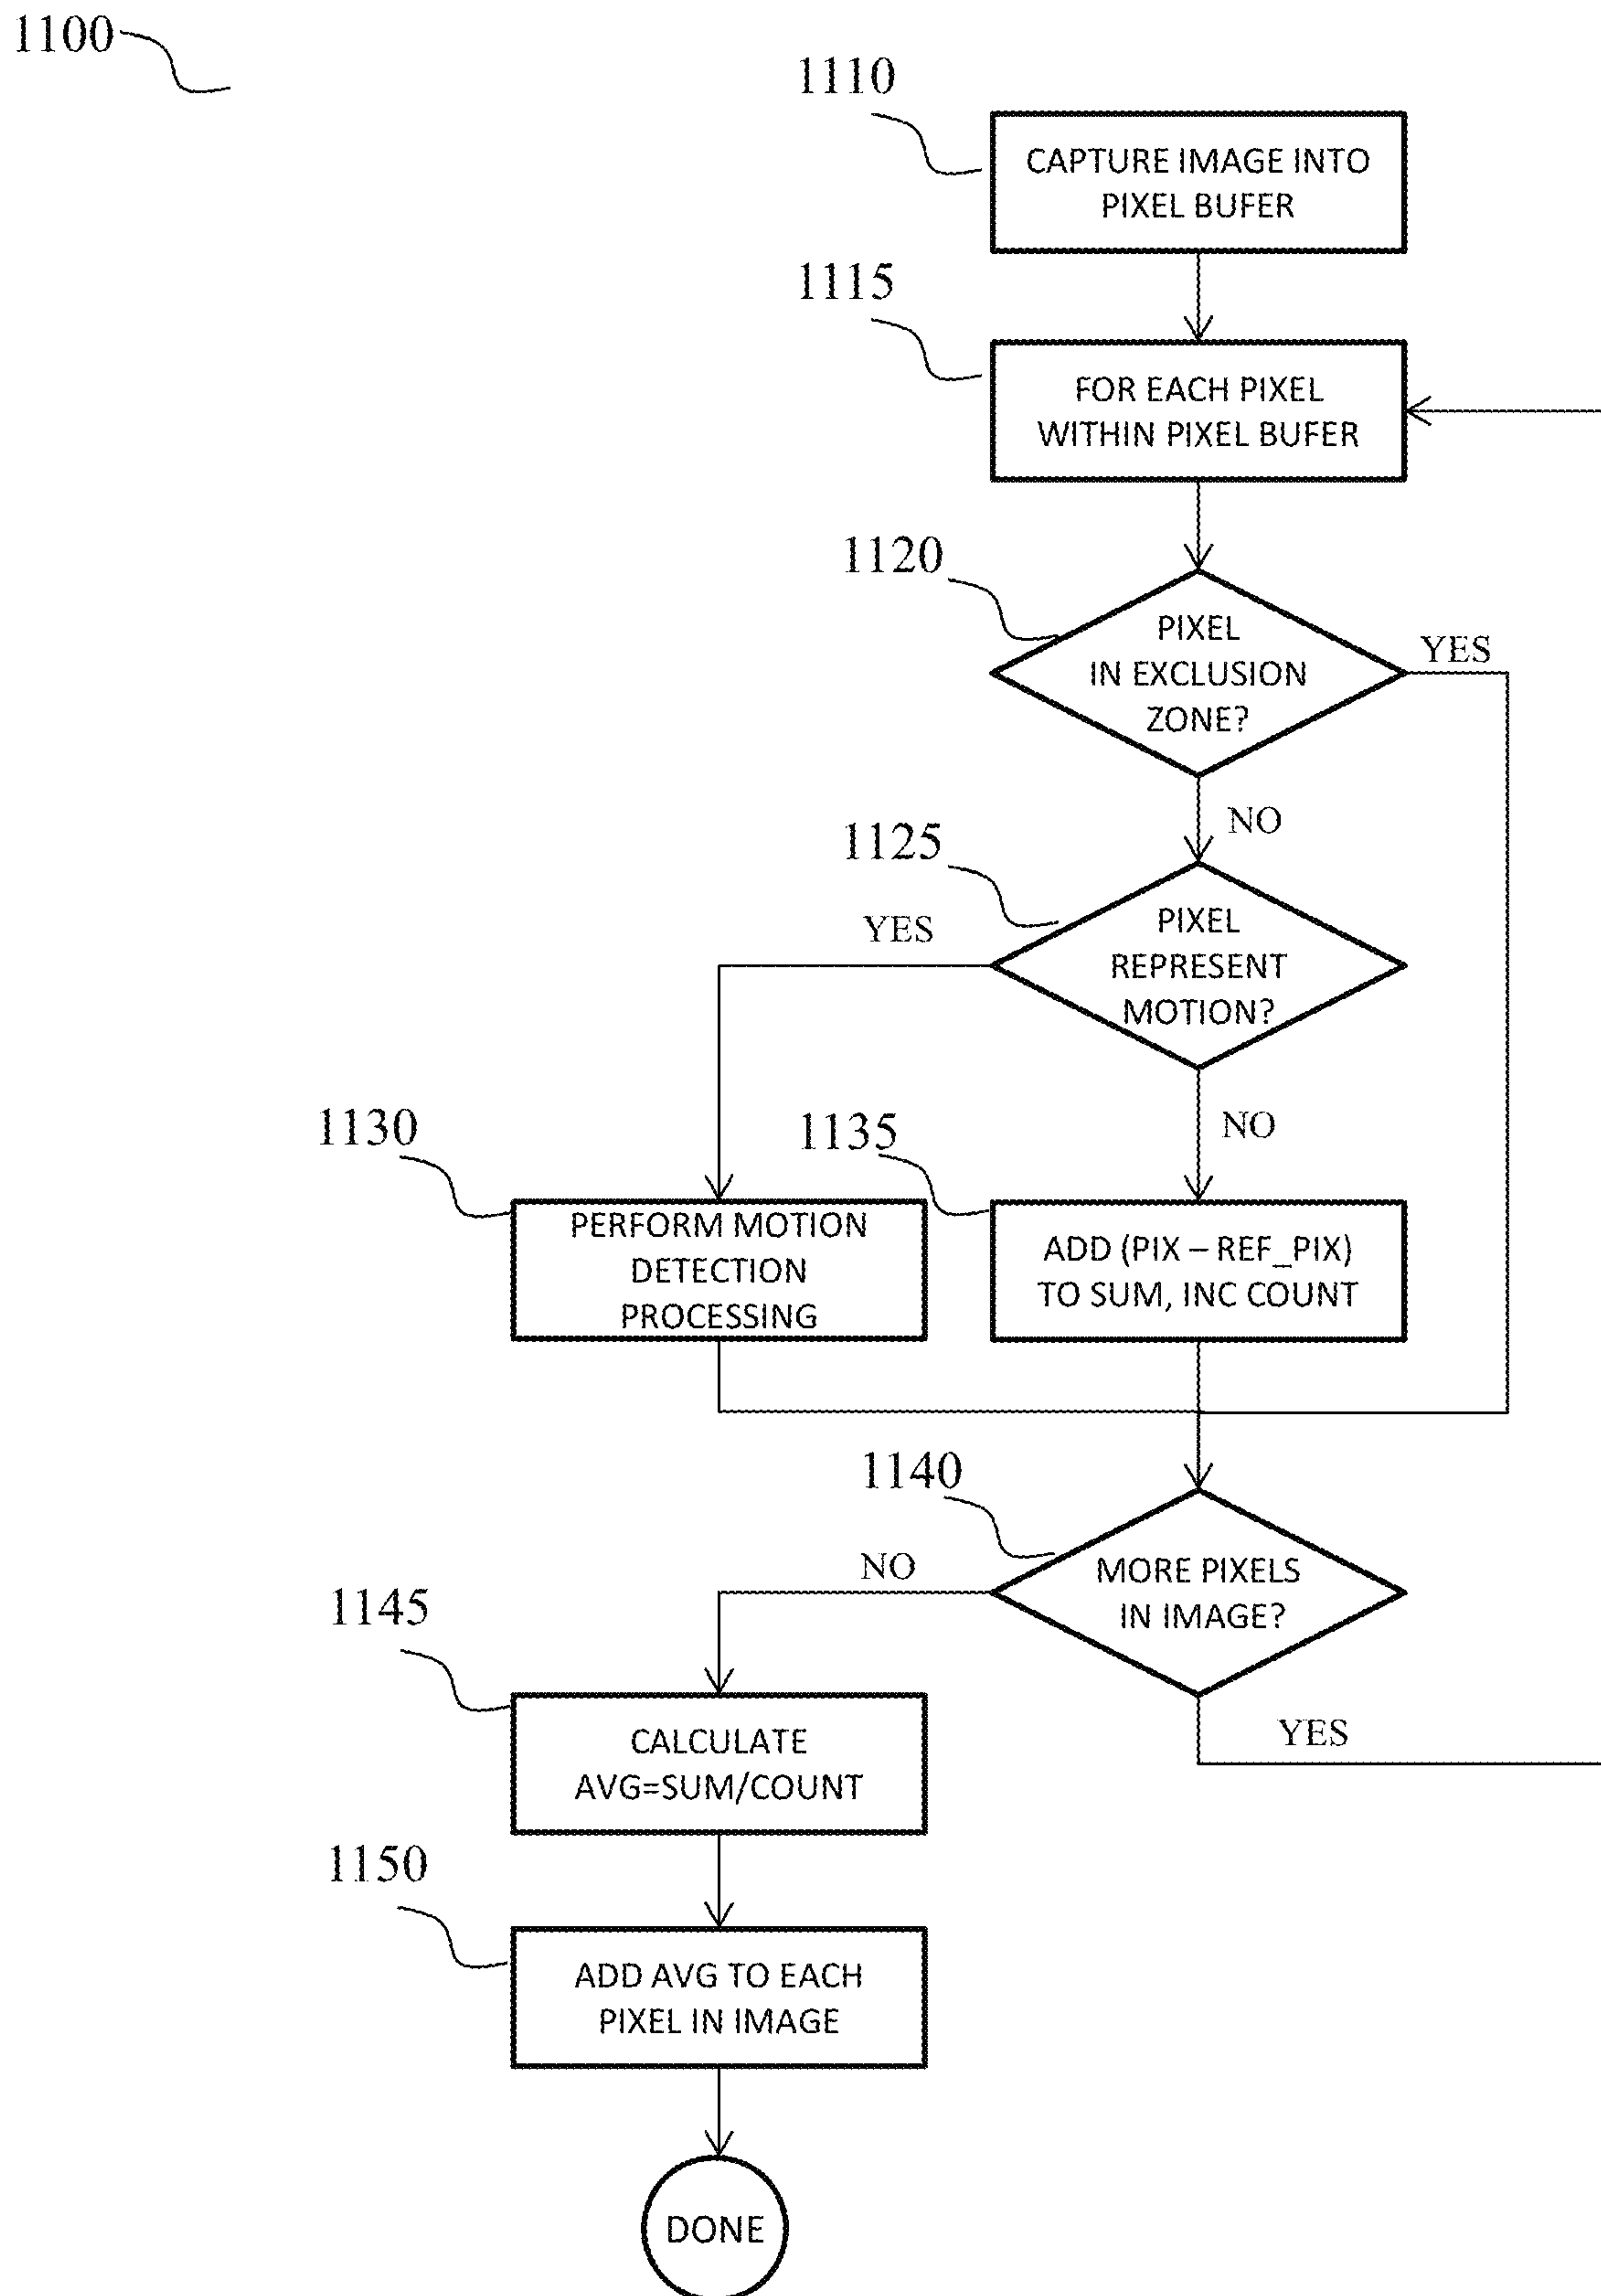 1100
1110
CAPTURE IMAGE INTO
PIXEL BUFER
1115
FOR EACH PIXEL
WITHIN PIXEL BUFER
1120
PIXEL
IN EXCLUSION
ZONE?
YES
NO
1125
YES
PIXEL
REPRESENT
MOTION?
NO
1130
PERFORM MOTION
DETECTION
PROCESSING
1135
ADD (PIX – REF_PIX)
TO SUM, INC COUNT
1140
NO
MORE PIXELS
IN IMAGE?
YES
1145
CALCULATE
AVG=SUM/COUNT
1150
ADD AVG TO EACH
PIXEL IN IMAGE
DONE